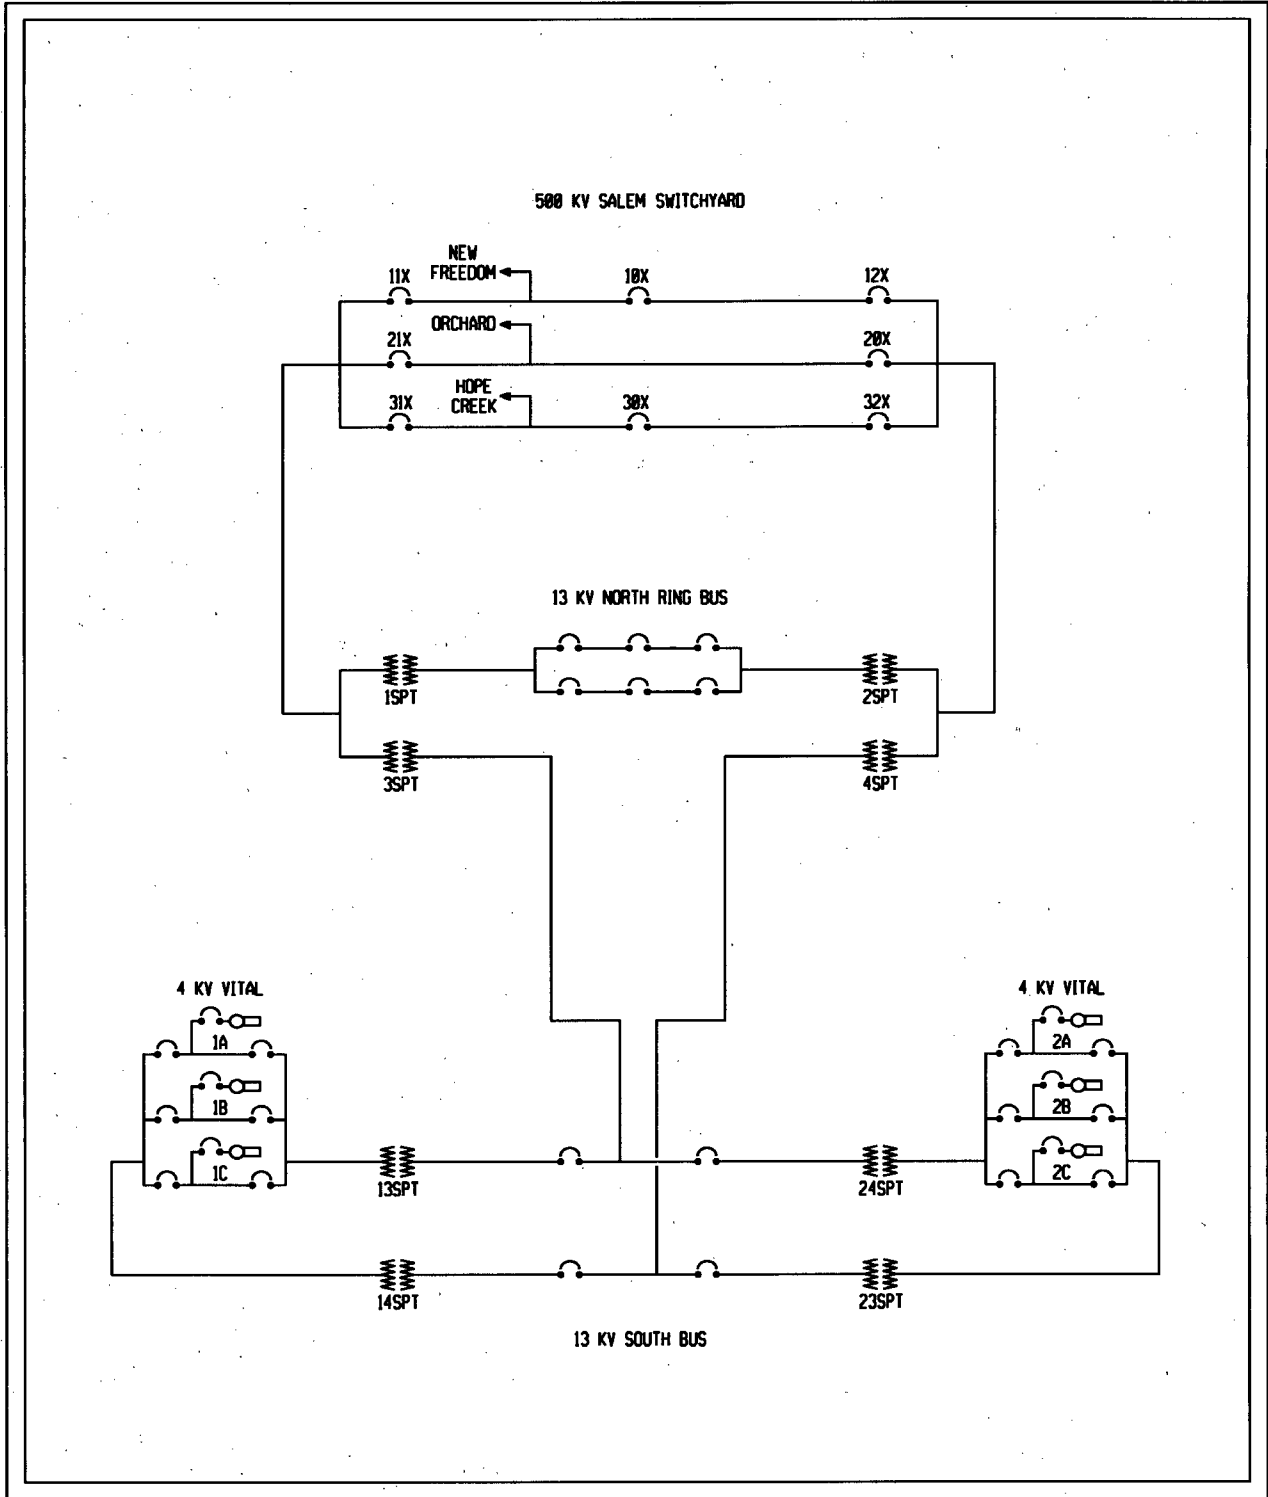 500 KV SALEM SWITCHYARD
NEW
FREEDOM
11X
10X
12X
ORCHARD
21X
20X
HOPE
CREEK
31X
30X
32X
13 KV NORTH RING BUS
1SPT
2SPT
3SPT
4SPT
4 KV VITAL
4 KV VITAL
1A
2A
1B
2B
1C
2C
13SPT
24SPT
14SPT
23SPT
13 KV SOUTH BUS